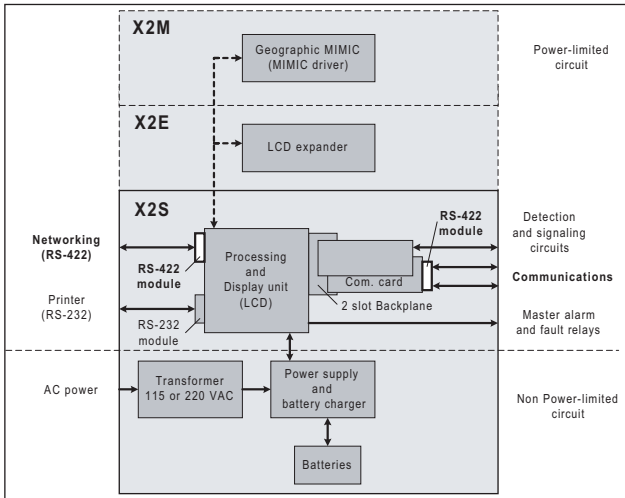 X2M
Geographic MIMIC
(MIMIC driver)
Power-limited
circuit
X2E
LCD expander
X2S
RS-422
module
Detection
and signaling
circuits
Networking
(RS-422)
RS-422
module
Processing
and
Display unit
(LCD)
Com. card
Communications
2 slot Backplane
Printer
(RS-232)
RS-232
module
Master alarm
and fault relays
AC power
Transformer
115 or 220 VAC
Power supply
and
battery charger
Non Power-limited
circuit
Batteries